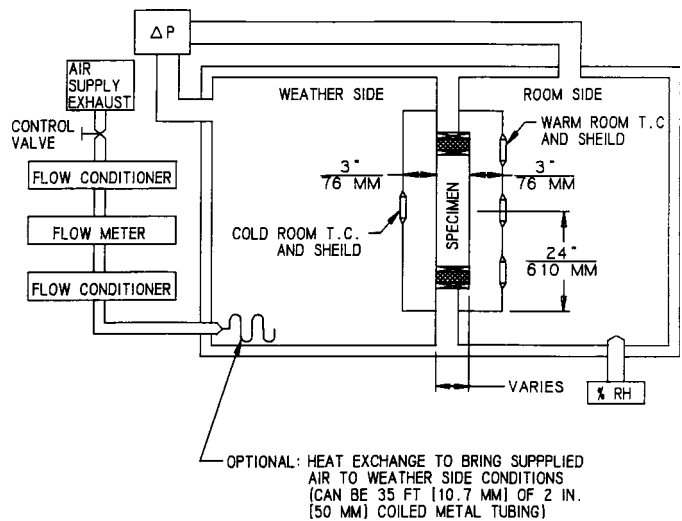 ΔP
AIR
SUPPLY
EXHAUST
CONTROL
VALVE
FLOW CONDITIONER
FLOW METER
FLOW CONDITIONER
WEATHER SIDE
ROOM SIDE
WARM ROOM T.C.
AND SHEILD
3"
76 MM
3"
76 MM
COLD ROOM T.C.
AND SHEILD
SPECIMEN
24"
610 MM
VARIES
% RH
OPTIONAL: HEAT EXCHANGE TO BRING SUPPPLIED
AIR TO WEATHER SIDE CONDITIONS
(CAN BE 35 FT [10.7 MM] OF 2 IN.
[50 MM] COILED METAL TUBING)